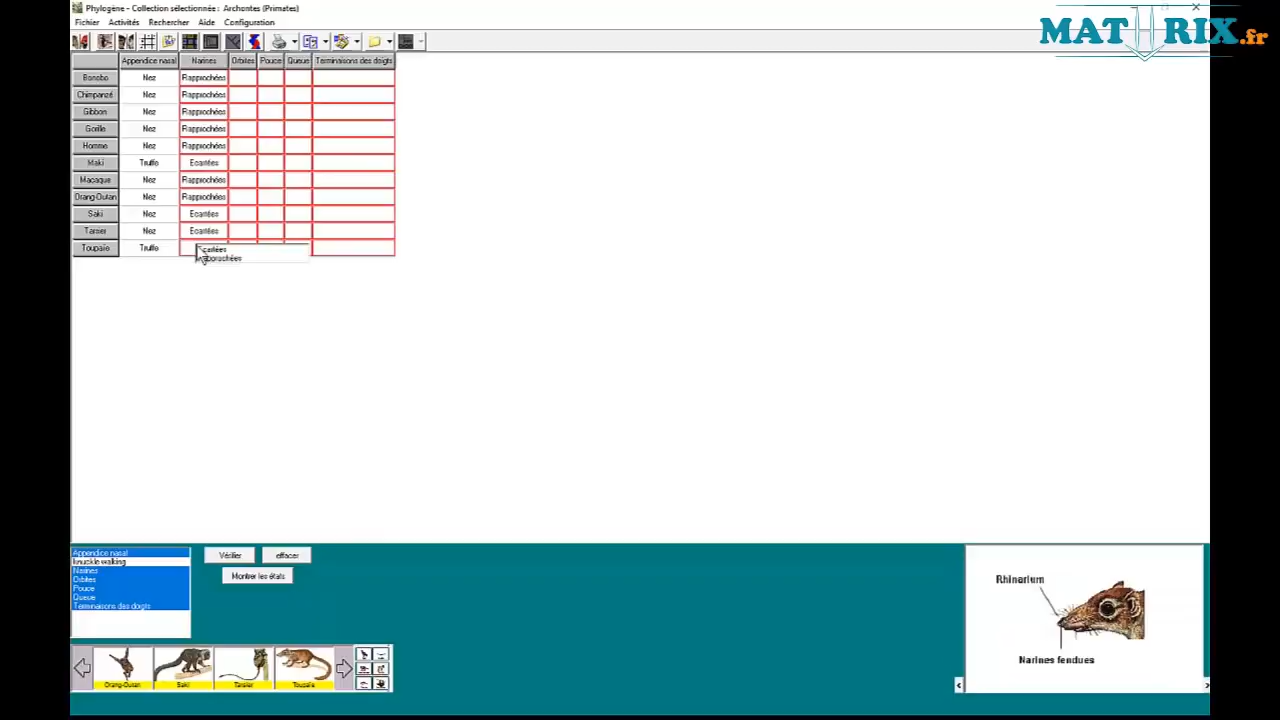 Phylogène - Collection sélectionnée : Archontes (Primates)
MATHRIX.fr
Fichier Activités Rechercher Aide Configuration
Appendice nasal Narines Orbites Pouce Queue Terminaisons des doigts
Bonobo Nez Rapprochées
Chimpanzé Nez Rapprochées
Gibbon Nez Rapprochées
Gorille Nez Rapprochées
Homme Nez Rapprochées
Maki Truffe Ecartées
Macaque Nez Rapprochées
Orang-Outan Nez Rapprochées
Saki Nez Ecartées
Tarsier Nez Ecartées
Toupaïe Truffe
Appendice nasal
Knuckle walking
Narines
Orbites
Pouce
Queue
Terminaisons des doigts
Vérifier effacer
Montrer les états
Orang-Outan Saki Tarsier Toupaïe
Rhinarium
Narines fendues